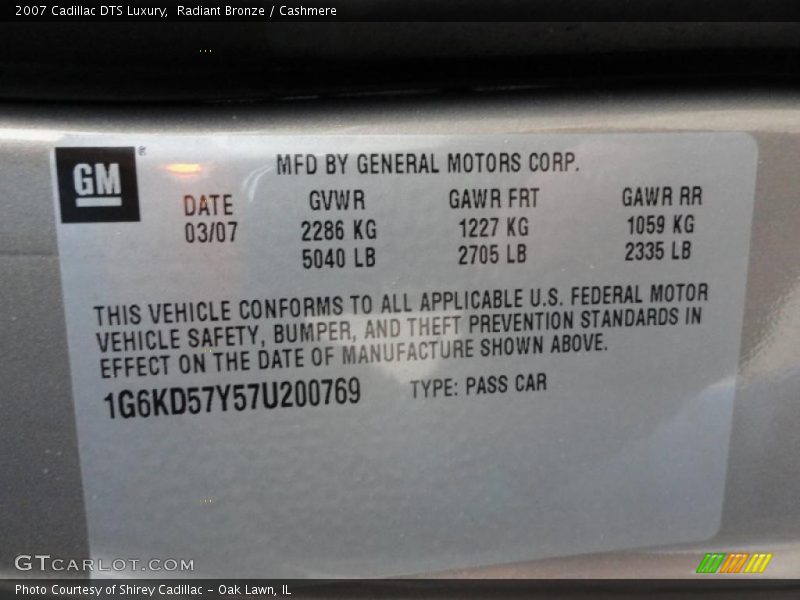 2007 Cadillac DTS Luxury,  Radiant Bronze / Cashmere
GM®
MFD BY GENERAL MOTORS CORP.
DATE GVWR GAWR FRT GAWR RR
03/07 2286 KG 1227 KG 1059 KG
5040 LB 2705 LB 2335 LB
THIS VEHICLE CONFORMS TO ALL APPLICABLE U.S. FEDERAL MOTOR
VEHICLE SAFETY, BUMPER, AND THEFT PREVENTION STANDARDS IN
EFFECT ON THE DATE OF MANUFACTURE SHOWN ABOVE.
1G6KD57Y57U200769 TYPE: PASS CAR
GTCARLOT.COM
Photo Courtesy of Shirey Cadillac - Oak Lawn, IL